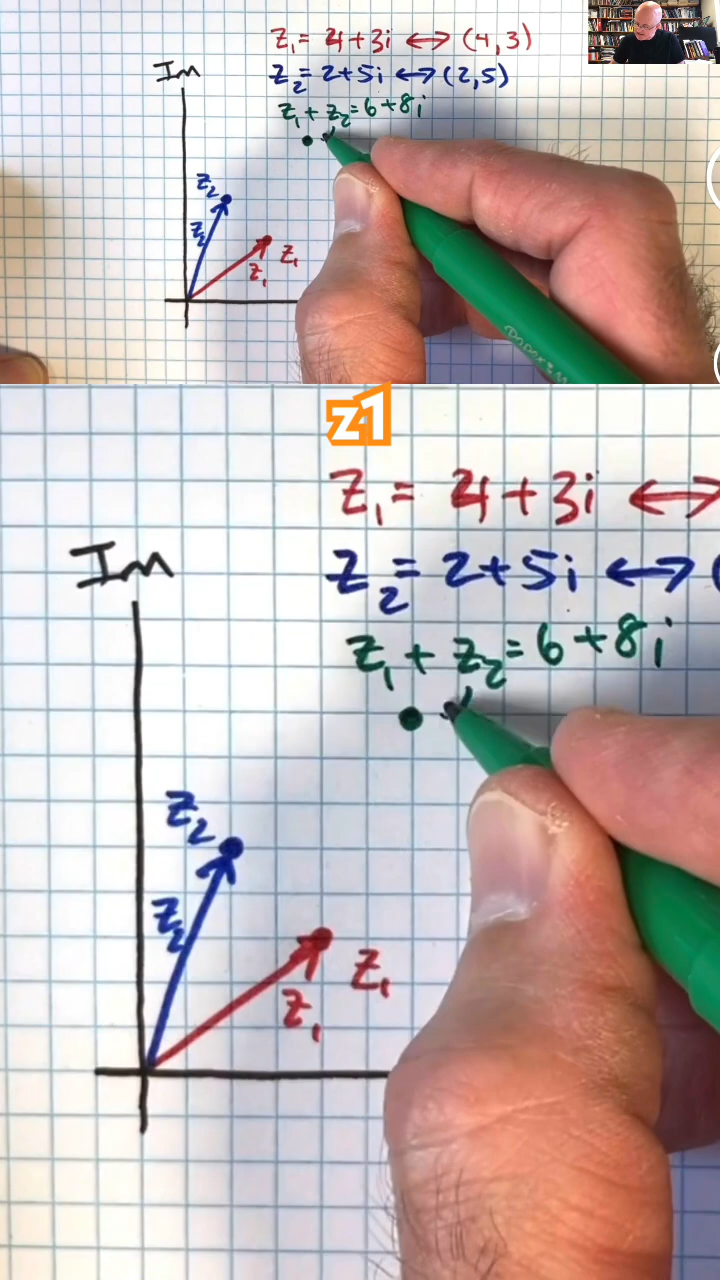 z₁ = 4+3i ↔ (4,3)
z₂ = 2+5i ↔ (2,5)
z₁ + z₂ = 6+8i
Im
z₂
z₂
z₁
z₁
z1
z₁ = 4+3i ↔
z₂ = 2+5i ↔ (
Im
z₁ + z₂ = 6+8i
z₂
z₂
z₁
z₁